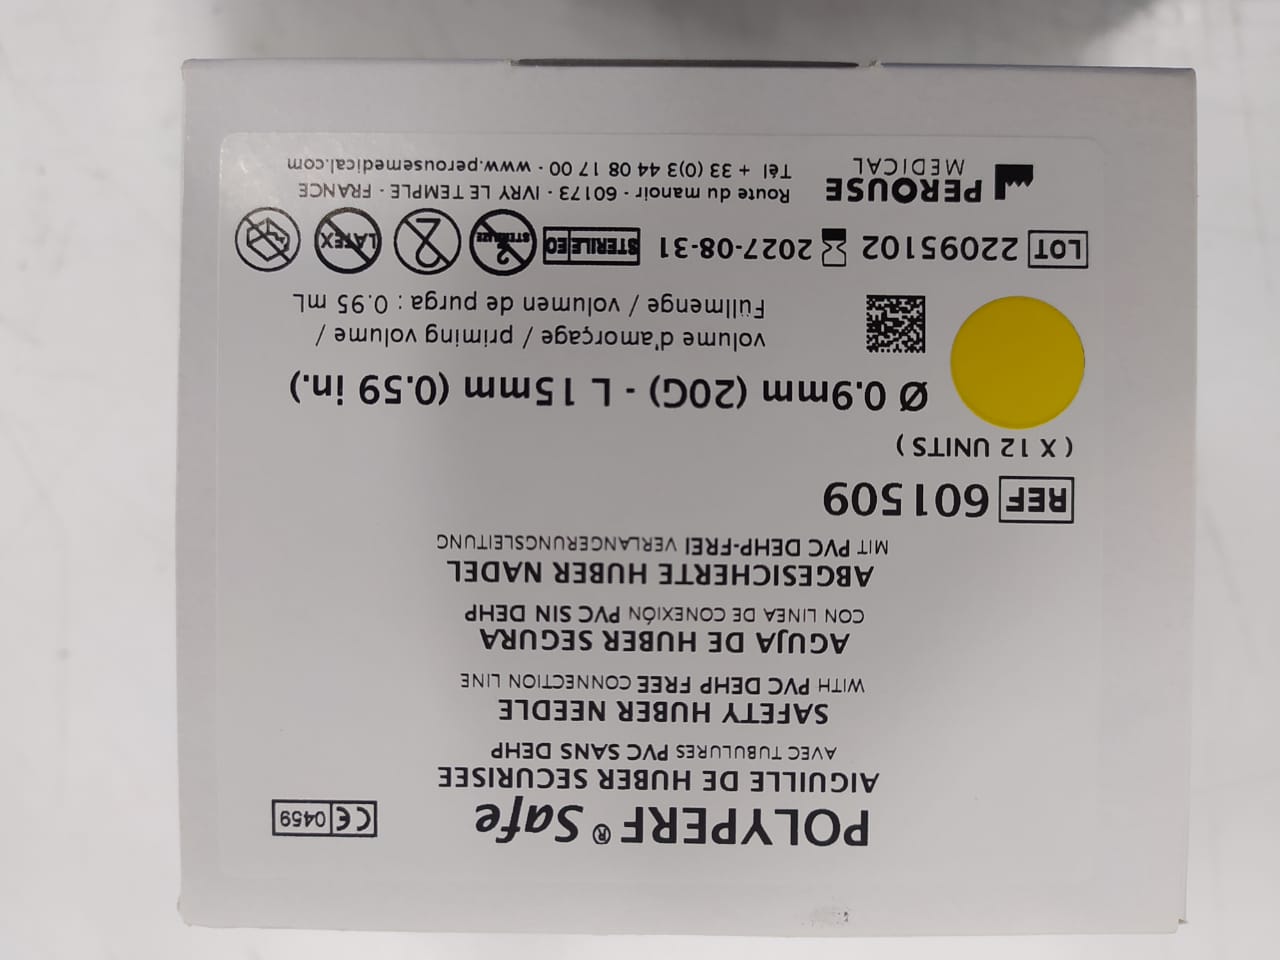 POLYPERF® Safe
CE 0459
AIGUILLE DE HUBER SECURISEE
AVEC TUBULURES PVC SANS DEHP
SAFETY HUBER NEEDLE
WITH PVC DEHP FREE CONNECTION LINE
AGUJA DE HUBER SEGURA
CON LINEA DE CONEXIÓN PVC SIN DEHP
ABGESICHERTE HUBER NADEL
MIT PVC DEHP-FREI VERLANGERUNGSLEITUNG
REF 601509
( X 12 UNITS )
Ø 0.9mm (20G) - L 15mm (0.59 in.)
volume d'amorçage / priming volume /
Füllmenge / volumen de purga : 0.95 mL
LOT 22095102 2027-08-31 STERILE EO 2 STERILIZE 2 LATEX
PEROUSE
MEDICAL
Route du manoir - 60173 - IVRY LE TEMPLE - FRANCE
Tél + 33 (0)3 44 08 17 00 - www.perousemedical.com